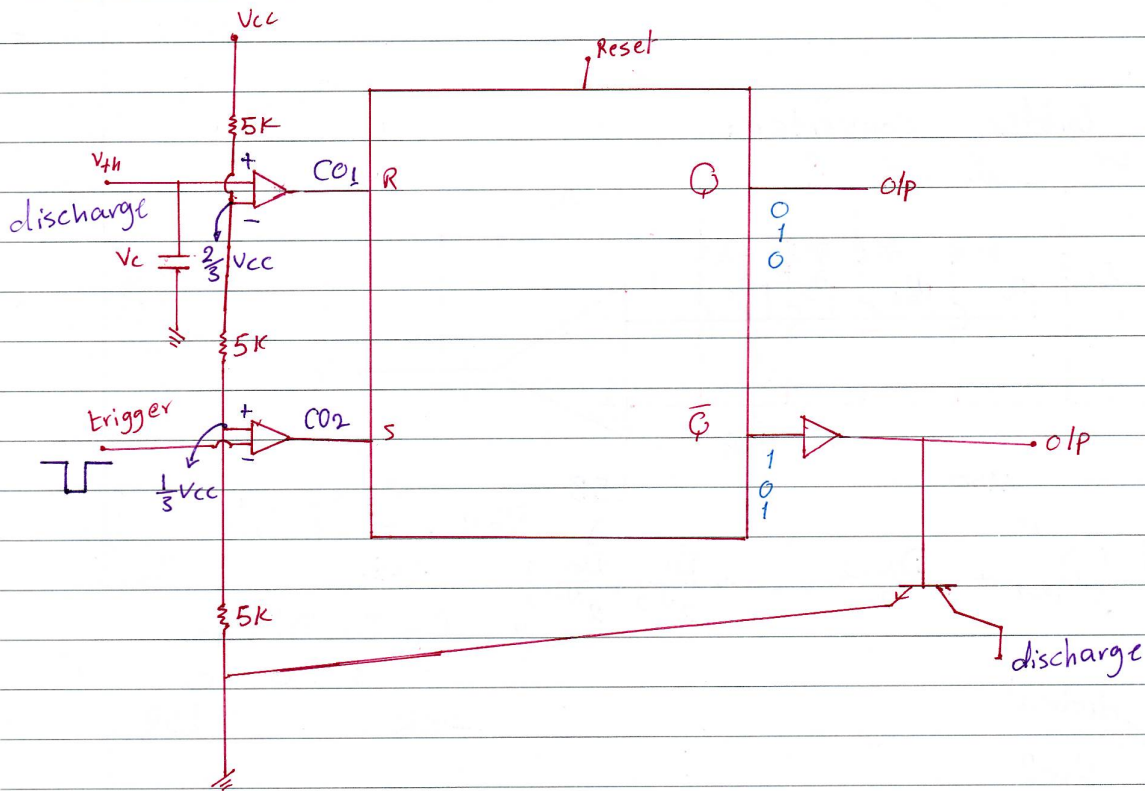 Vcc
Reset
5K
Vth
+
CO1
R
Q
O/P
discharge
-
0
1
0
Vc
2/3 Vcc
5K
trigger
+
CO2
S
Q̅
O/P
-
1/3 Vcc
1
0
1
5K
discharge